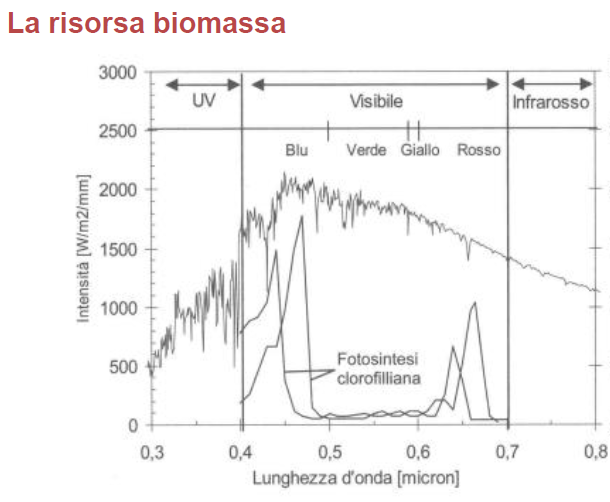 La risorsa biomassa
3000
2500
2000
1500
1000
500
0
Intensità [W/m2/mm]
UV
Visibile
Infrarosso
Blu
Verde
Giallo
Rosso
Fotosintesi
clorofilliana
0,3
0,4
0,5
0,6
0,7
0,8
Lunghezza d'onda [micron]